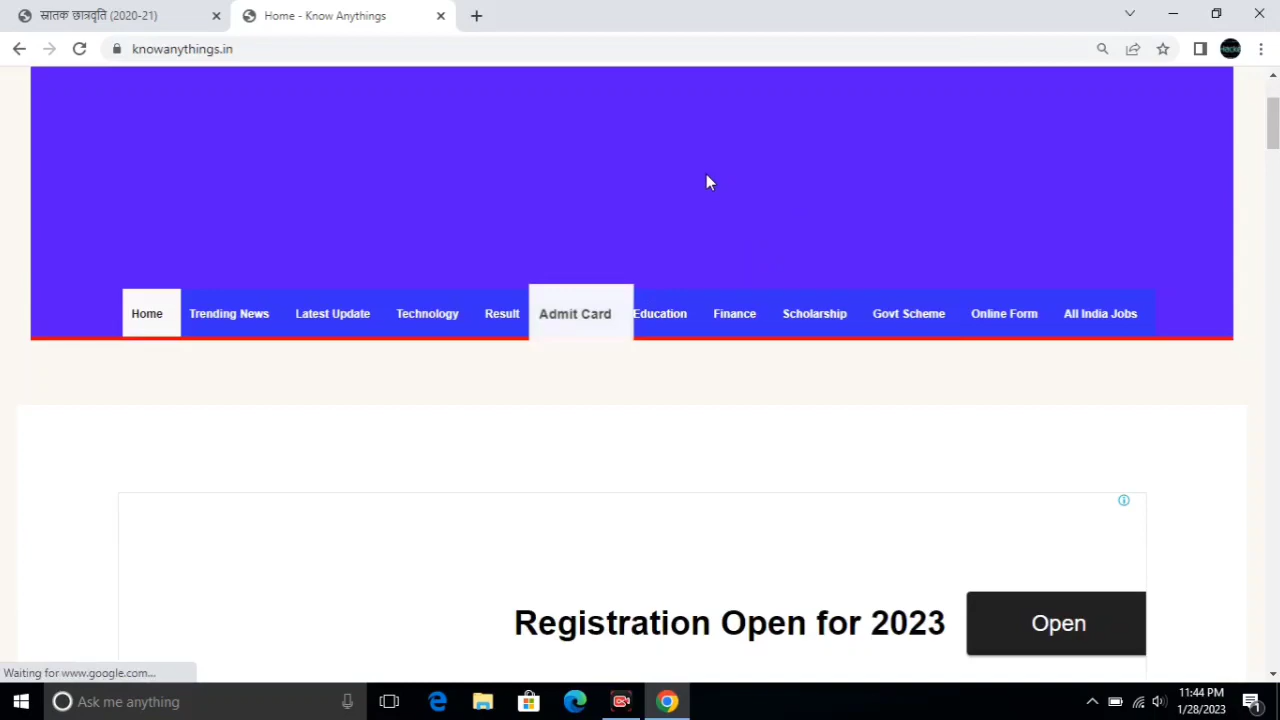 स्नातक छात्रवृति (2020-21)
Home - Know Anythings
knowanythings.in
Home Trending News Latest Update Technology Result Admit Card Education Finance Scholarship Govt Scheme Online Form All India Jobs
Registration Open for 2023
Open
Waiting for www.google.com...
Ask me anything
11:44 PM
1/28/2023
1